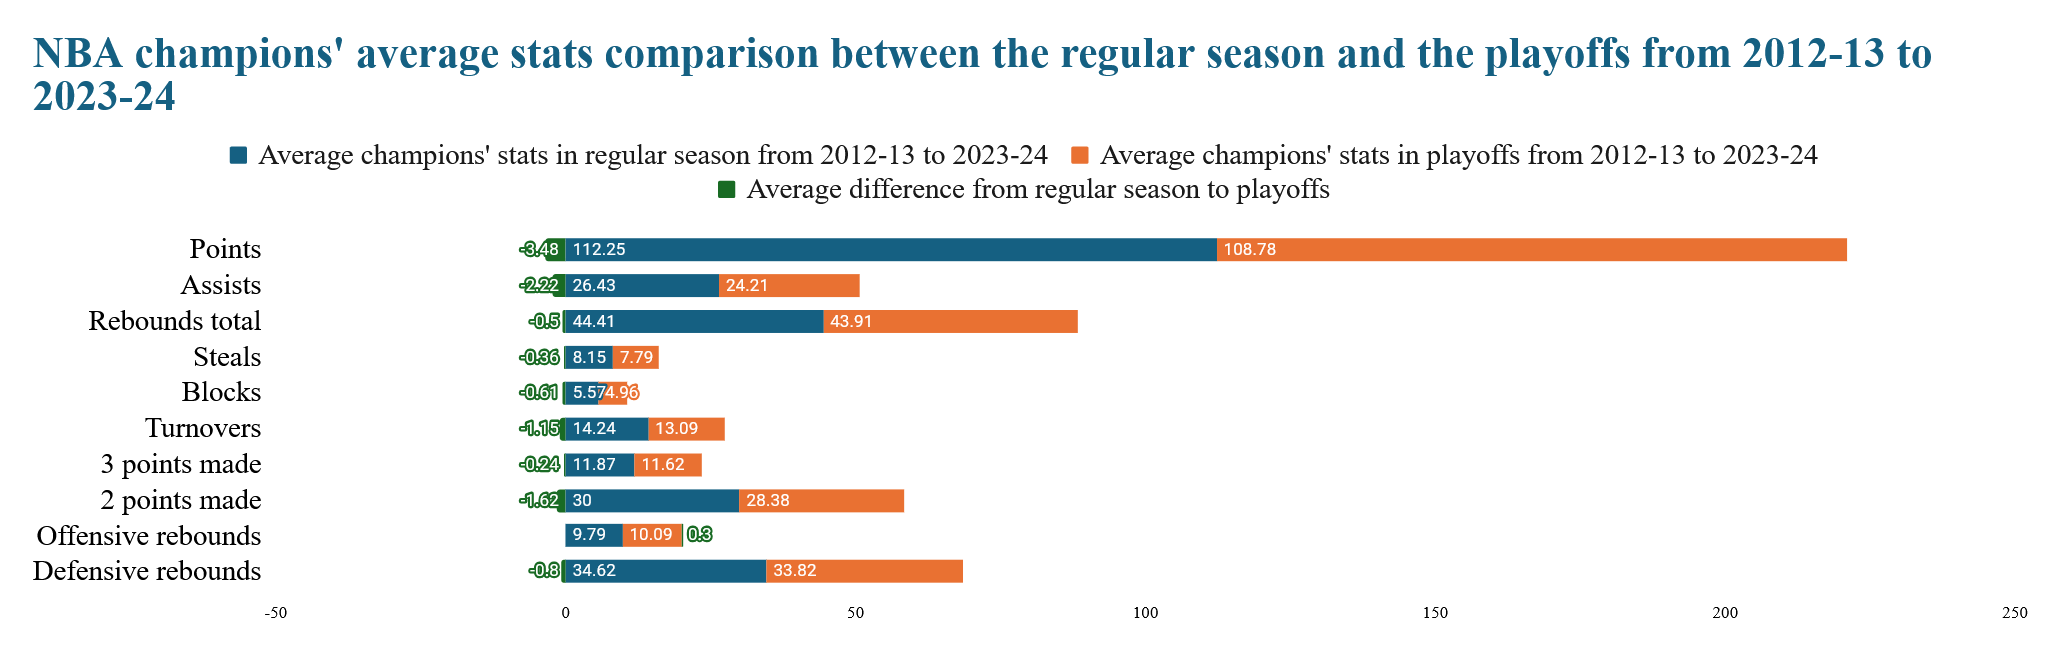 NBA champions' average stats comparison between the regular season and the playoffs from 2012-13 to
2023-24
Average champions' stats in regular season from 2012-13 to 2023-24 Average champions' stats in playoffs from 2012-13 to 2023-24
Average difference from regular season to playoffs
Points -3.48 112.25 108.78
Assists -2.22 26.43 24.21
Rebounds total -0.5 44.41 43.91
Steals -0.36 8.15 7.79
Blocks -0.61 5.57 4.96
Turnovers -1.15 14.24 13.09
3 points made -0.24 11.87 11.62
2 points made -1.62 30 28.38
Offensive rebounds 9.79 10.09 0.3
Defensive rebounds -0.8 34.62 33.82
-50 0 50 100 150 200 250